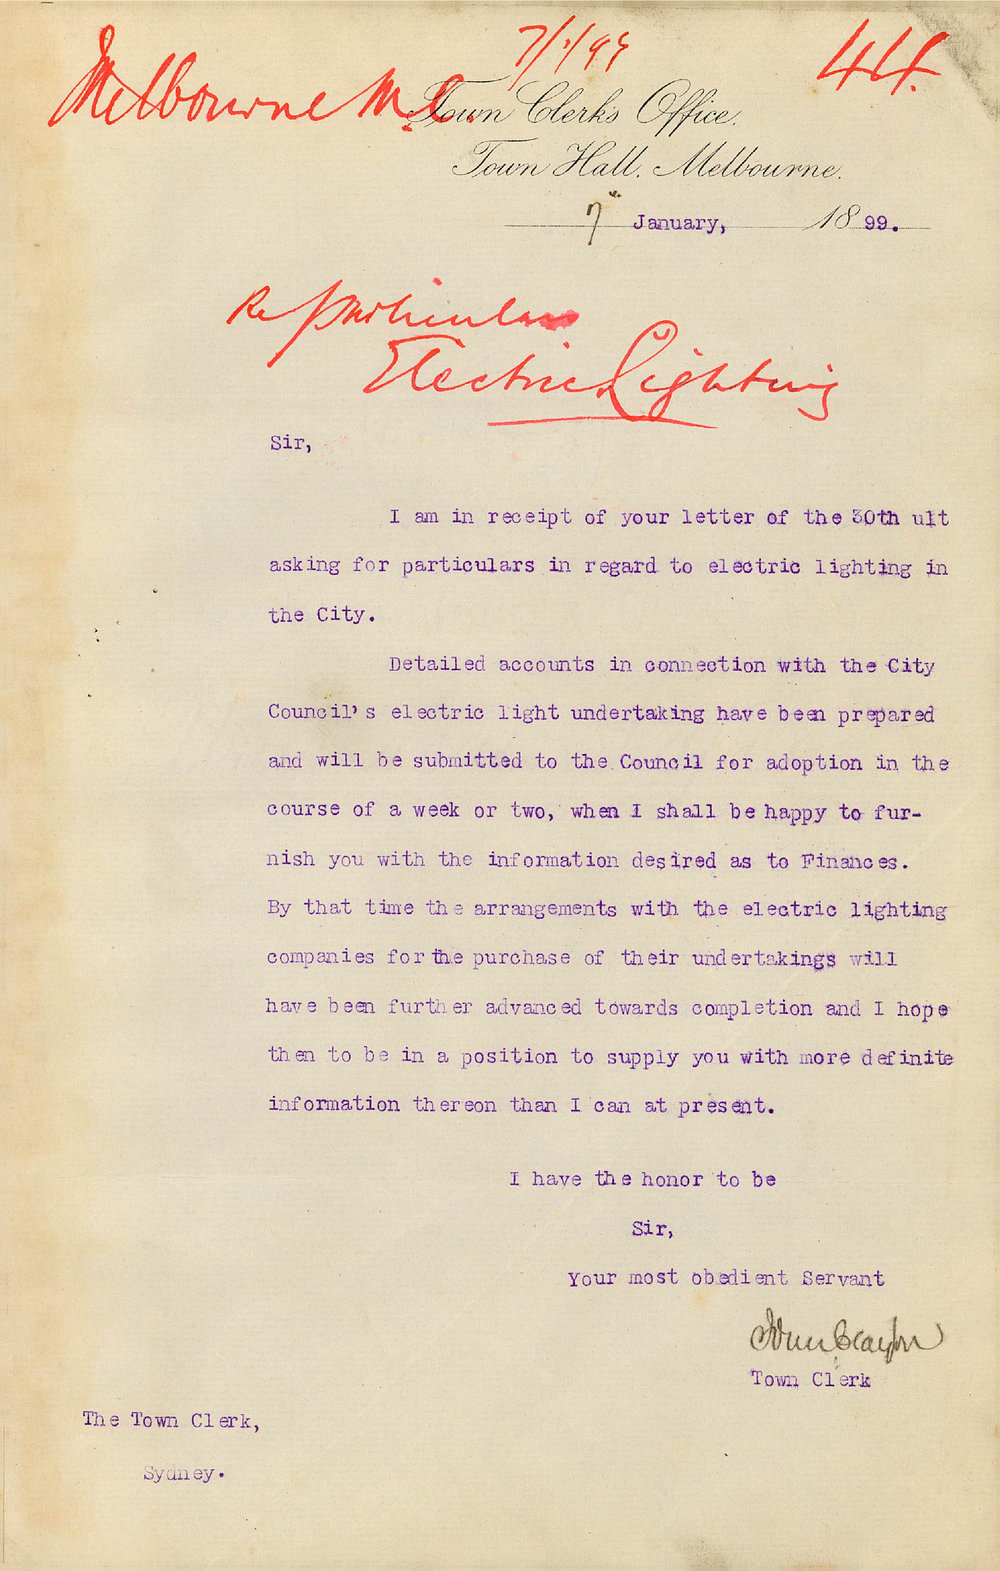 7/1/99
44.
Melbourne M.C.
Town Clerk's Office.
Town Hall, Melbourne.
7th January, 1899.
Re particulars
Electric Lighting
Sir,
I am in receipt of your letter of the 30th ult
asking for particulars in regard to electric lighting in
the City.
Detailed accounts in connection with the City
Council's electric light undertaking have been prepared
and will be submitted to the Council for adoption in the
course of a week or two, when I shall be happy to fur-
nish you with the information desired as to Finances.
By that time the arrangements with the electric lighting
companies for the purchase of their undertakings will
have been further advanced towards completion and I hope
then to be in a position to supply you with more definite
information thereon than I can at present.
I have the honor to be
Sir,
Your most obedient Servant
John Clayton
Town Clerk
The Town Clerk,
Sydney.